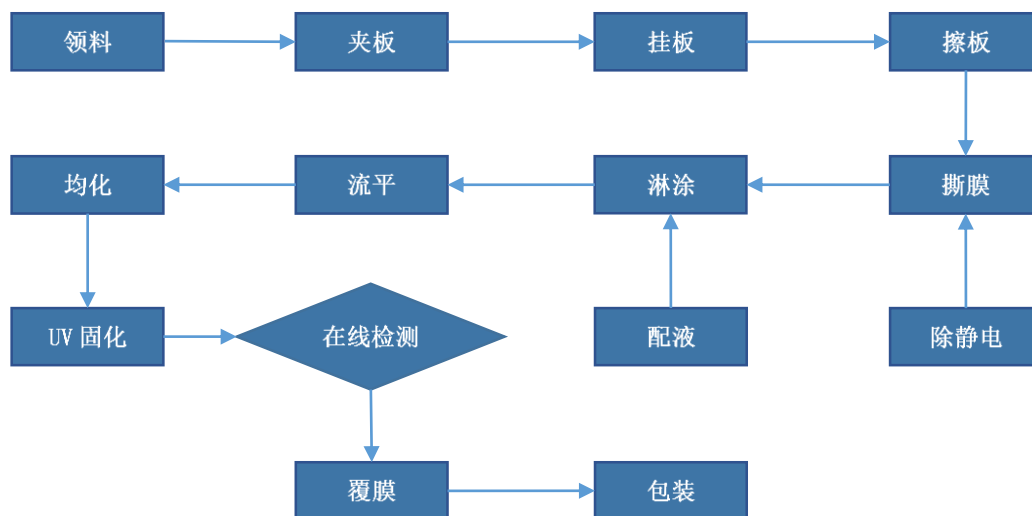 领料
夹板
挂板
擦板
均化
流平
淋涂
撕膜
UV 固化
在线检测
配液
除静电
覆膜
包装